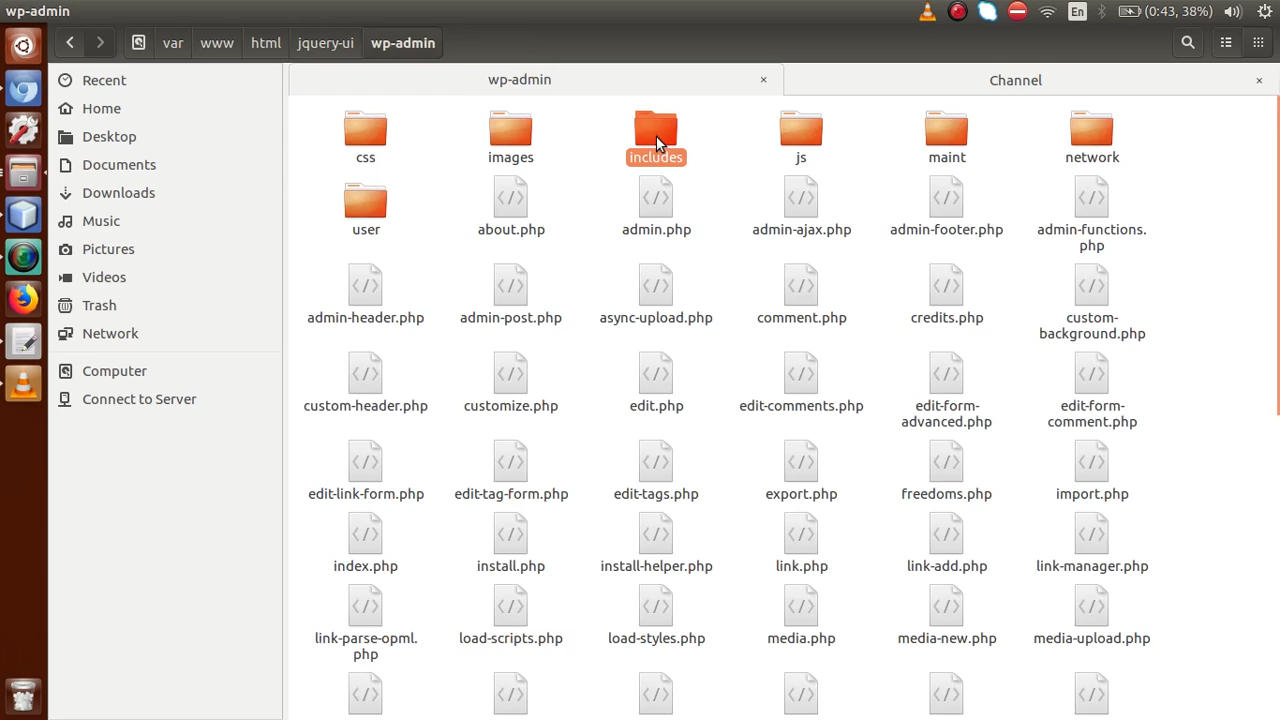 wp-admin
En
(0:43, 38%)
var
www
html
jquery-ui
wp-admin
Recent
Home
Desktop
Documents
Downloads
Music
Pictures
Videos
Trash
Network
Computer
Connect to Server
wp-admin
×
Channel
×
css
images
includes
js
maint
network
user
about.php
admin.php
admin-ajax.php
admin-footer.php
admin-functions.
php
admin-header.php
admin-post.php
async-upload.php
comment.php
credits.php
custom-
background.php
custom-header.php
customize.php
edit.php
edit-comments.php
edit-form-
advanced.php
edit-form-
comment.php
edit-link-form.php
edit-tag-form.php
edit-tags.php
export.php
freedoms.php
import.php
index.php
install.php
install-helper.php
link.php
link-add.php
link-manager.php
link-parse-opml.
php
load-scripts.php
load-styles.php
media.php
media-new.php
media-upload.php